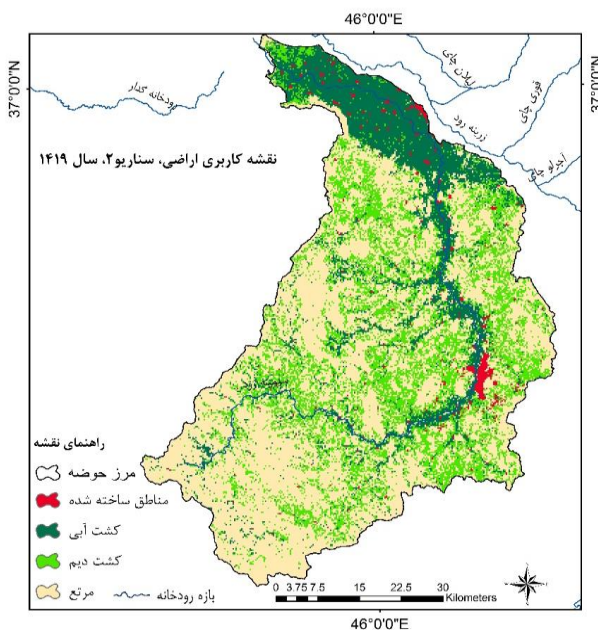 46°0'0"E
37°0'0"N
37°0'0"N
لیلان چای
قوری چای
رودخانه گدار
زرینه رود
آجرلو چای
نقشه کاربری اراضی، سناریو۲، سال ۱۴۱۹
راهنمای نقشه
مرز حوضه
مناطق ساخته شده
کشت آبی
کشت دیم
مرتع
بازه رودخانه
0 3.75 7.5 15 22.5 30
Kilometers
46°0'0"E